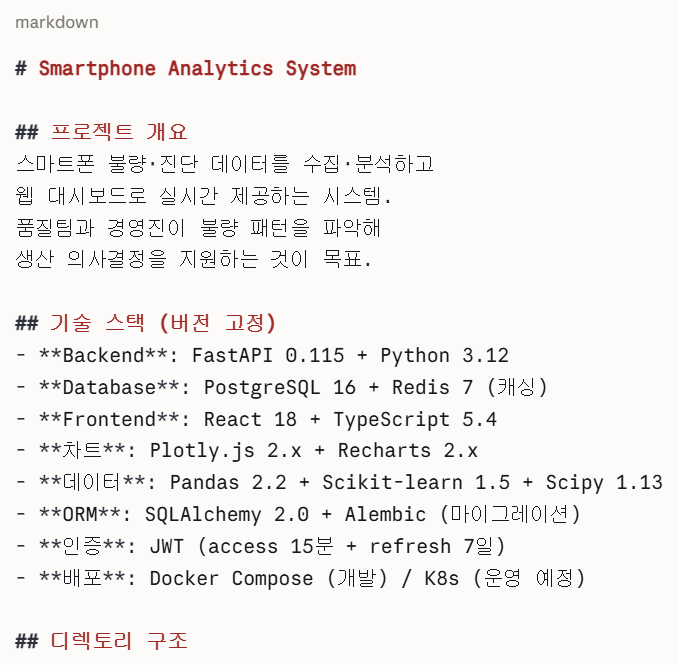 markdown
# Smartphone Analytics System
## 프로젝트 개요
스마트폰 불량·진단 데이터를 수집·분석하고
웹 대시보드로 실시간 제공하는 시스템.
품질팀과 경영진이 불량 패턴을 파악해
생산 의사결정을 지원하는 것이 목표.
## 기술 스택 (버전 고정)
- **Backend**: FastAPI 0.115 + Python 3.12
- **Database**: PostgreSQL 16 + Redis 7 (캐싱)
- **Frontend**: React 18 + TypeScript 5.4
- **차트**: Plotly.js 2.x + Recharts 2.x
- **데이터**: Pandas 2.2 + Scikit-learn 1.5 + Scipy 1.13
- **ORM**: SQLAlchemy 2.0 + Alembic (마이그레이션)
- **인증**: JWT (access 15분 + refresh 7일)
- **배포**: Docker Compose (개발) / K8s (운영 예정)
## 디렉토리 구조